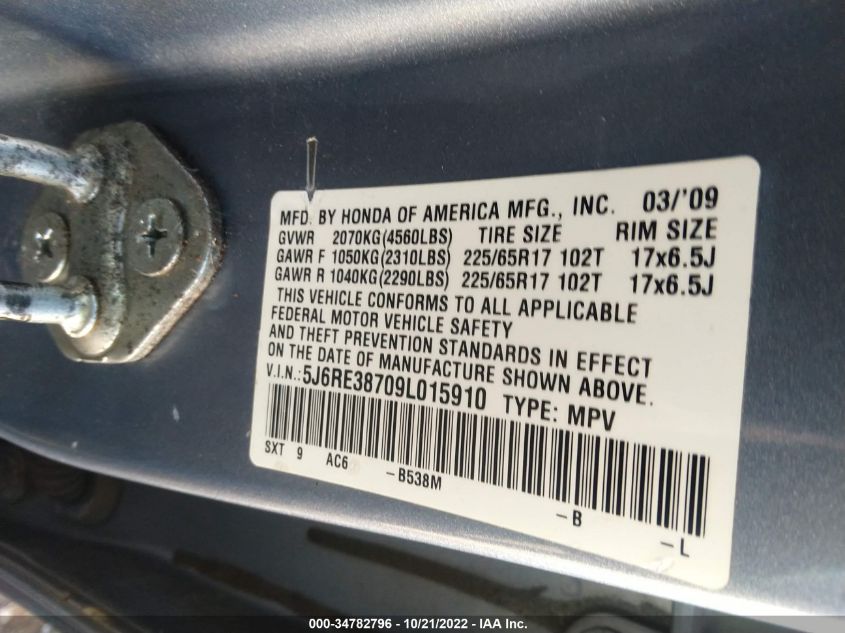 MFD. BY HONDA OF AMERICA MFG., INC. 03/'09
GVWR 2070KG(4560LBS) TIRE SIZE RIM SIZE
GAWR F 1050KG(2310LBS) 225/65R17 102T 17x6.5J
GAWR R 1040KG(2290LBS) 225/65R17 102T 17x6.5J
THIS VEHICLE CONFORMS TO ALL APPLICABLE
FEDERAL MOTOR VEHICLE SAFETY
AND THEFT PREVENTION STANDARDS IN EFFECT
ON THE DATE OF MANUFACTURE SHOWN ABOVE.
V.I.N.:5J6RE38709L015910 TYPE: MPV
SXT 9 AC6 -B538M -B -L
000-34782796 - 10/21/2022 - IAA Inc.